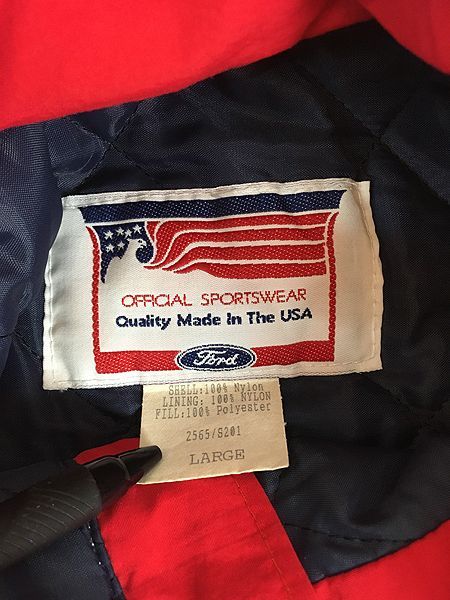 OFFICIAL SPORTSWEAR
Quality Made In The USA
Ford
SHELL:100% Nylon
LINING: 100% NYLON
FILL:100% Polyester
2565/S201
LARGE